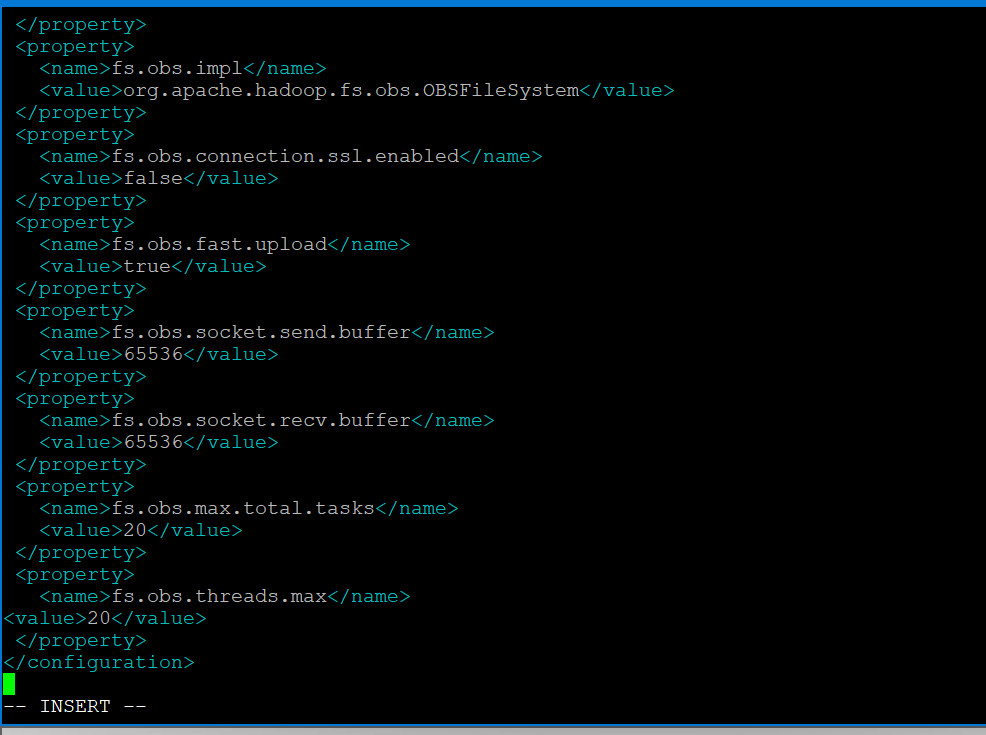 </property>
<property>
<name>fs.obs.impl</name>
<value>org.apache.hadoop.fs.obs.OBSFileSystem</value>
</property>
<property>
<name>fs.obs.connection.ssl.enabled</name>
<value>false</value>
</property>
<property>
<name>fs.obs.fast.upload</name>
<value>true</value>
</property>
<property>
<name>fs.obs.socket.send.buffer</name>
<value>65536</value>
</property>
<property>
<name>fs.obs.socket.recv.buffer</name>
<value>65536</value>
</property>
<property>
<name>fs.obs.max.total.tasks</name>
<value>20</value>
</property>
<property>
<name>fs.obs.threads.max</name>
<value>20</value>
</property>
</configuration>
-- INSERT --